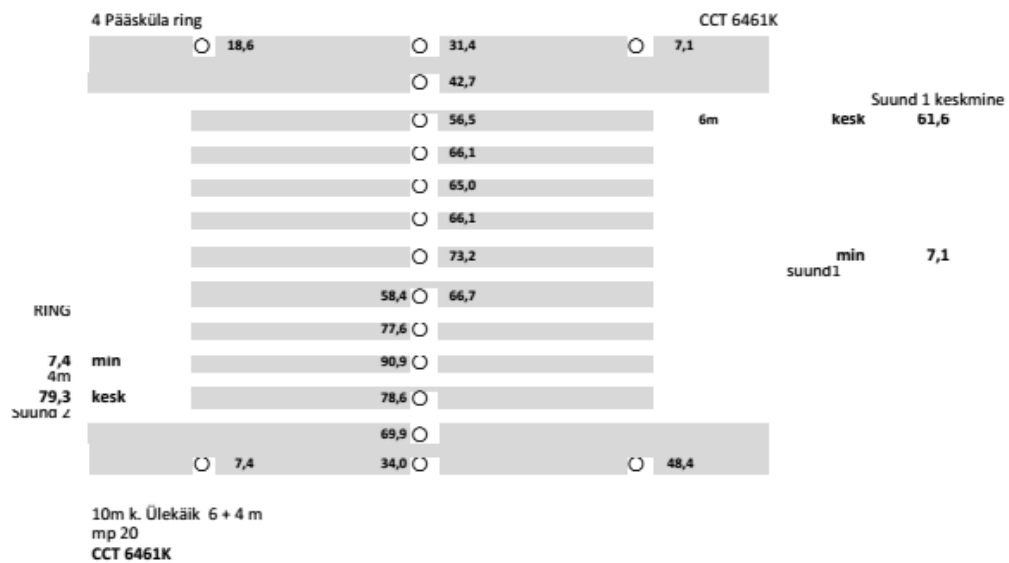 4 Pääsküla ring CCT 6461K
18,6 31,4 7,1
42,7
Suund 1 keskmine
56,5 6m kesk 61,6
66,1
65,0
66,1
73,2 min 7,1
suund1
58,4 66,7
RING
77,6
7,4 min 90,9
4m
79,3 kesk 78,6
Suund 2
69,9
7,4 34,0 48,4
10m k. Ülekäik 6 + 4 m
mp 20
CCT 6461K